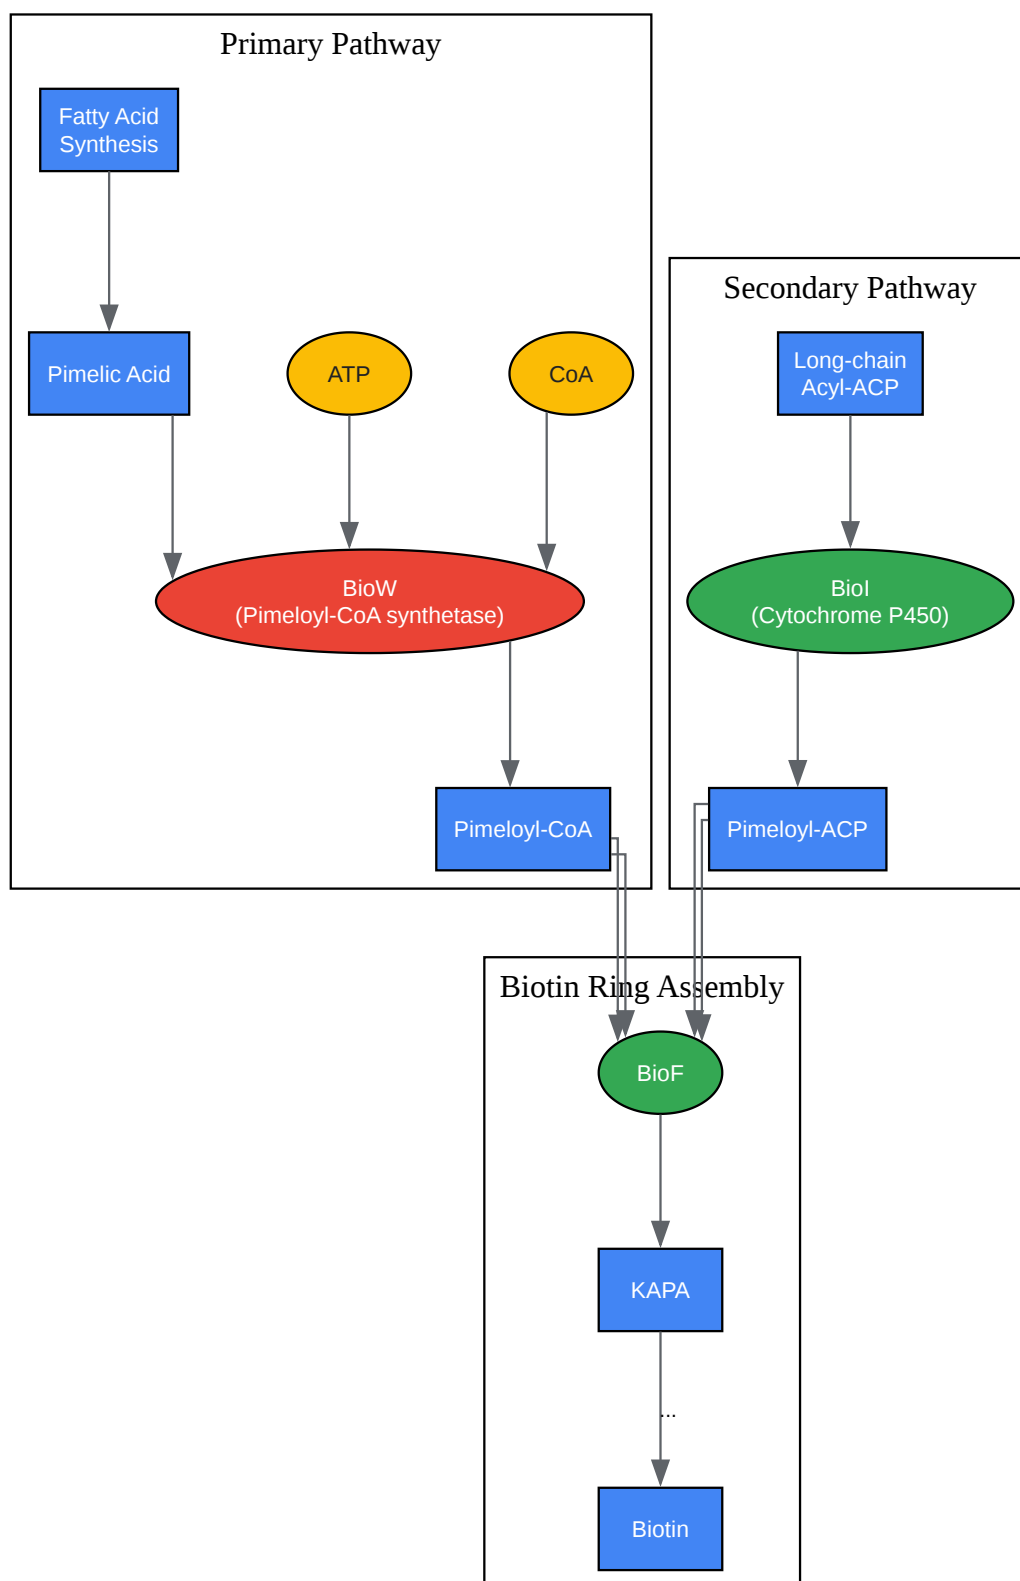 Primary Pathway
Fatty Acid
Synthesis
Secondary Pathway
Pimelic Acid
ATP
CoA
Long-chain
Acyl-ACP
BioW
(Pimeloyl-CoA synthetase)
BioI
(Cytochrome P450)
Pimeloyl-CoA
Pimeloyl-ACP
Biotin Ring Assembly
BioF
KAPA
...
Biotin